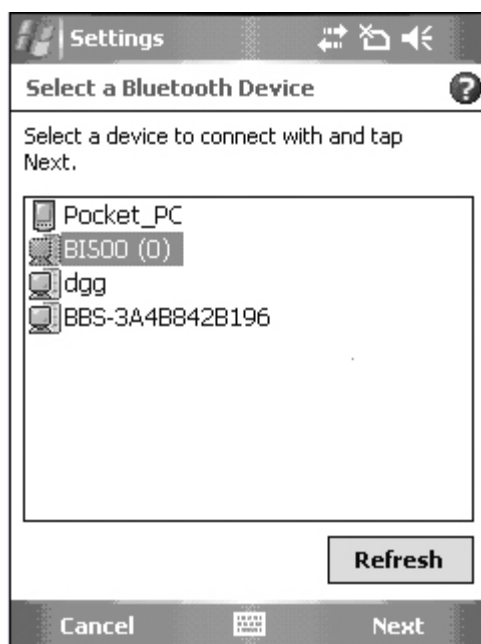 Settings
Select a Bluetooth Device
Select a device to connect with and tap
Next.
Pocket_PC
BI500 (0)
dgg
BBS-3A4B842B196
Refresh
Cancel
Next